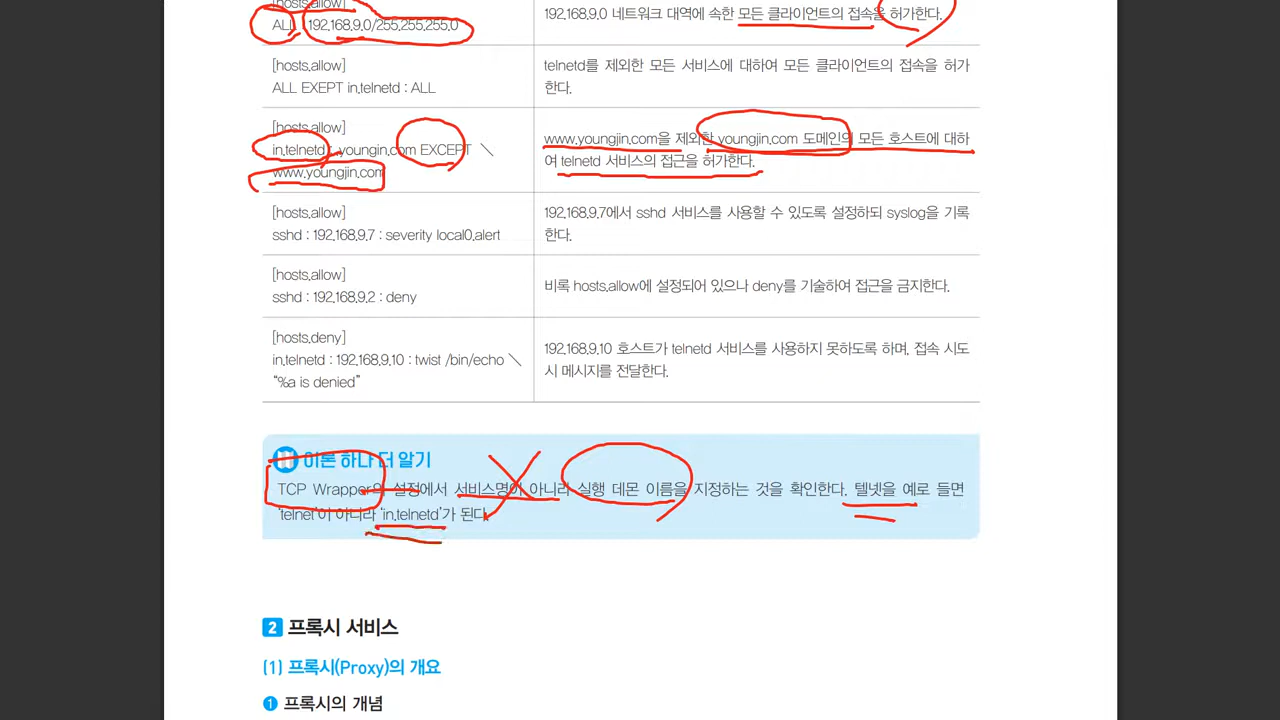 [hosts.allow]
ALL : 192.168.9.0/255.255.255.0
192.168.9.0 네트워크 대역에 속한 모든 클라이언트의 접속을 허가한다.
[hosts.allow]
ALL EXEPT in.telnetd : ALL
telnetd를 제외한 모든 서비스에 대하여 모든 클라이언트의 접속을 허가
한다.
[hosts.allow]
in.telnetd : .youngin.com EXCEPT \
www.youngjin.com
www.youngjin.com을 제외한 youngjin.com 도메인의 모든 호스트에 대하
여 telnetd 서비스의 접근을 허가한다.
[hosts.allow]
sshd : 192.168.9.7 : severity local0.alert
192.168.9.7에서 sshd 서비스를 사용할 수 있도록 설정하되 syslog을 기록
한다.
[hosts.allow]
sshd : 192.168.9.2 : deny
비록 hosts.allow에 설정되어 있으나 deny를 기술하여 접근을 금지한다.
[hosts.deny]
in.telnetd : 192.168.9.10 : twist /bin/echo \
“%a is denied”
192.168.9.10 호스트가 telnetd 서비스를 사용하지 못하도록 하며, 접속 시도
시 메시지를 전달한다.
이론 하나 더 알기
TCP Wrapper의 설정에서 서비스명이 아니라 실행 데몬 이름을 지정하는 것을 확인한다. 텔넷을 예로 들면
‘telnet’이 아니라 ‘in.telnetd’가 된다.
2 프록시 서비스
(1) 프록시(Proxy)의 개요
1 프록시의 개념